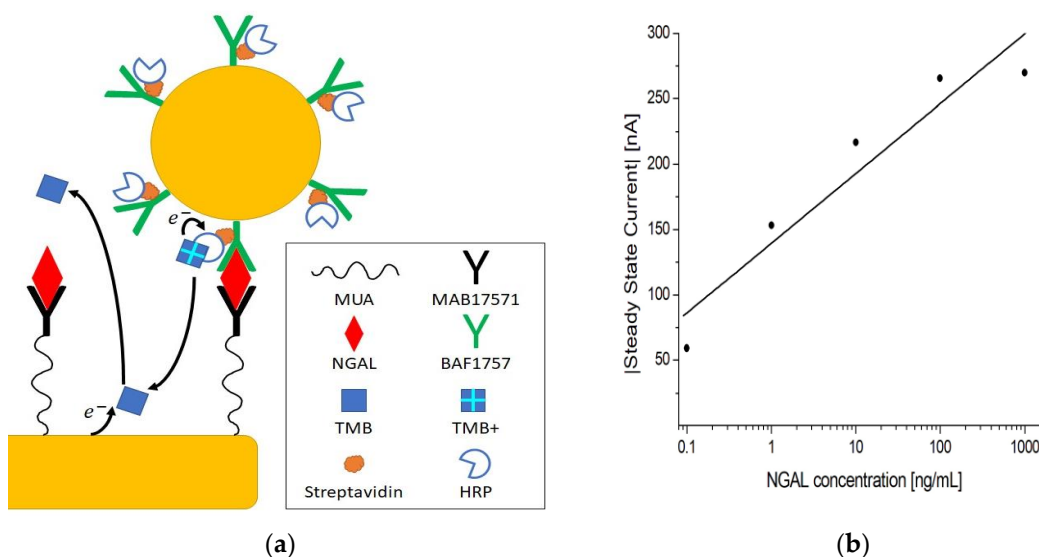 e⁻
e⁻
MUA
MAB17571
NGAL
BAF1757
TMB
TMB+
Streptavidin
HRP
(a)
300
250
200
150
100
50
|Steady State Current| [nA]
0.1
1
10
100
1000
NGAL concentration [ng/mL]
(b)